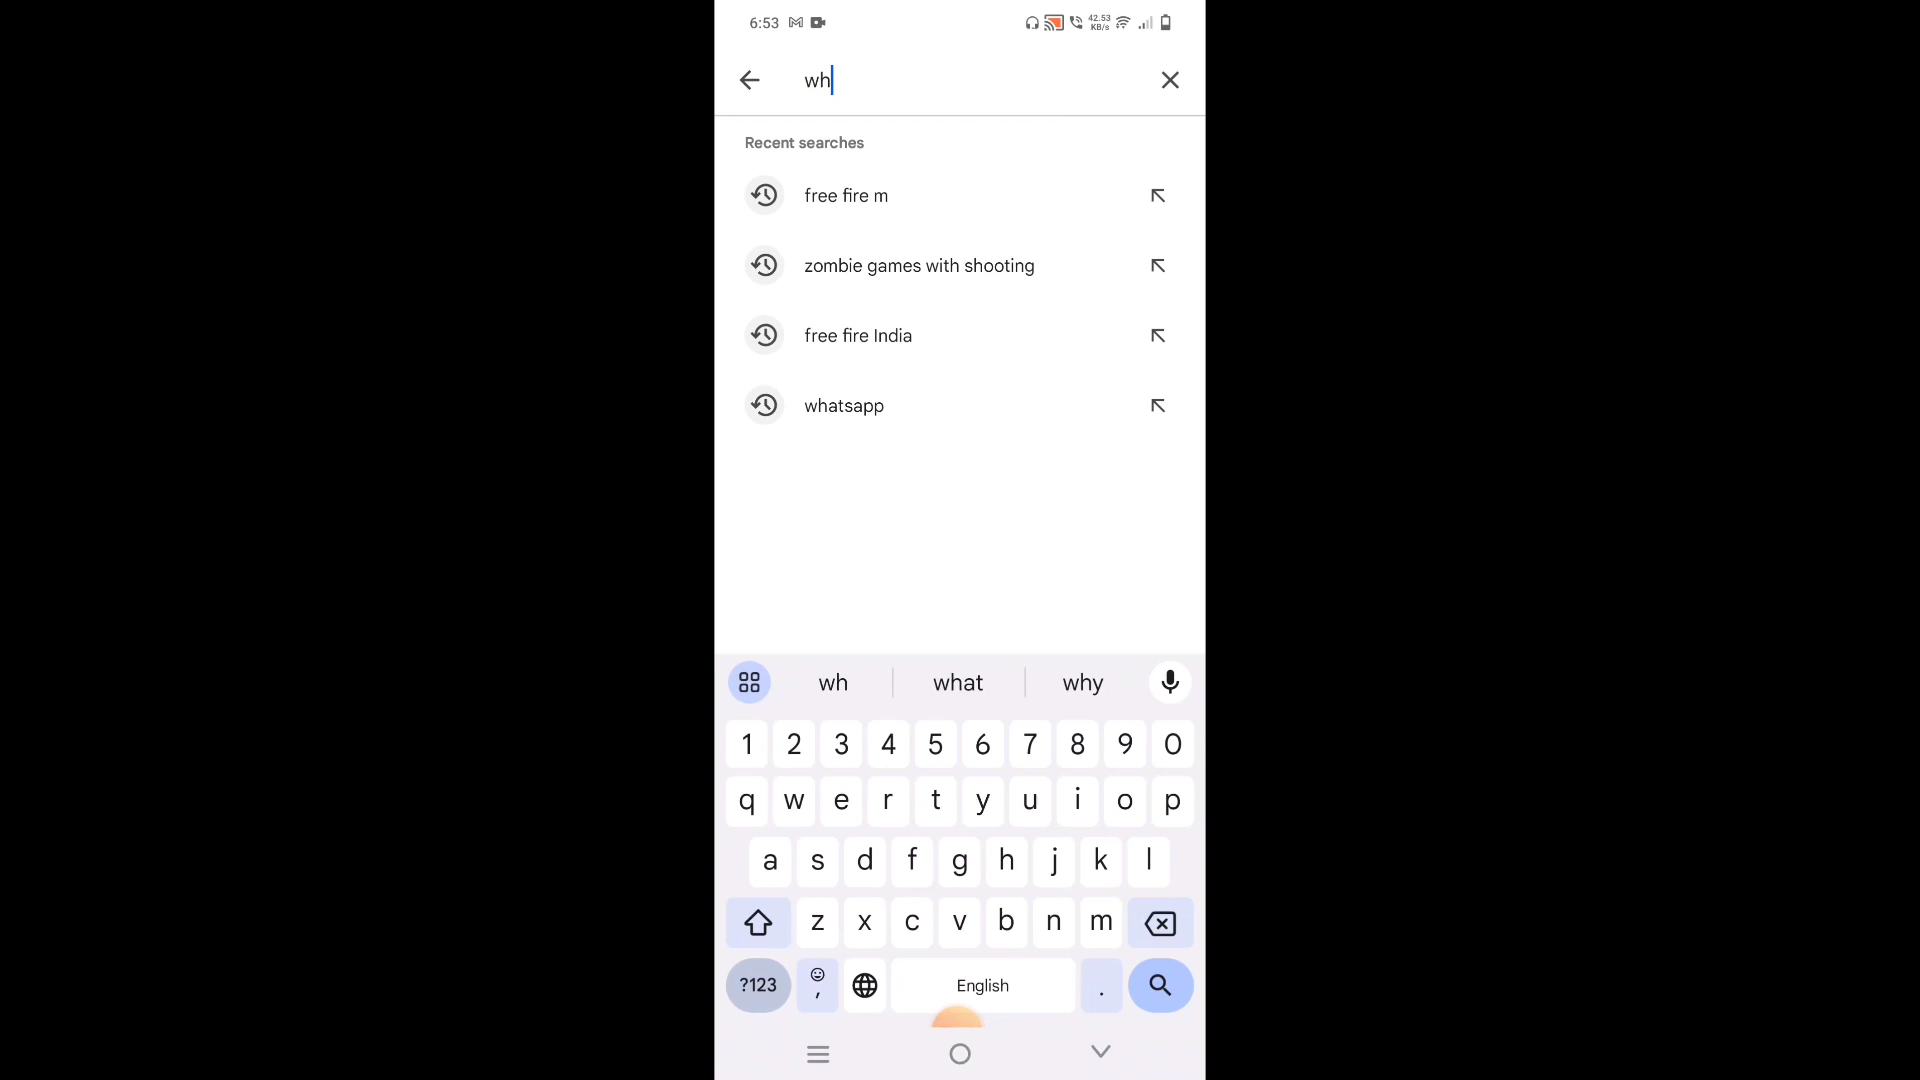 6:53 42.53 KB/s
wh
Recent searches
free fire m
zombie games with shooting
free fire India
whatsapp
wh what why
1 2 3 4 5 6 7 8 9 0
q w e r t y u i o p
a s d f g h j k l
z x c v b n m
?123 , English .